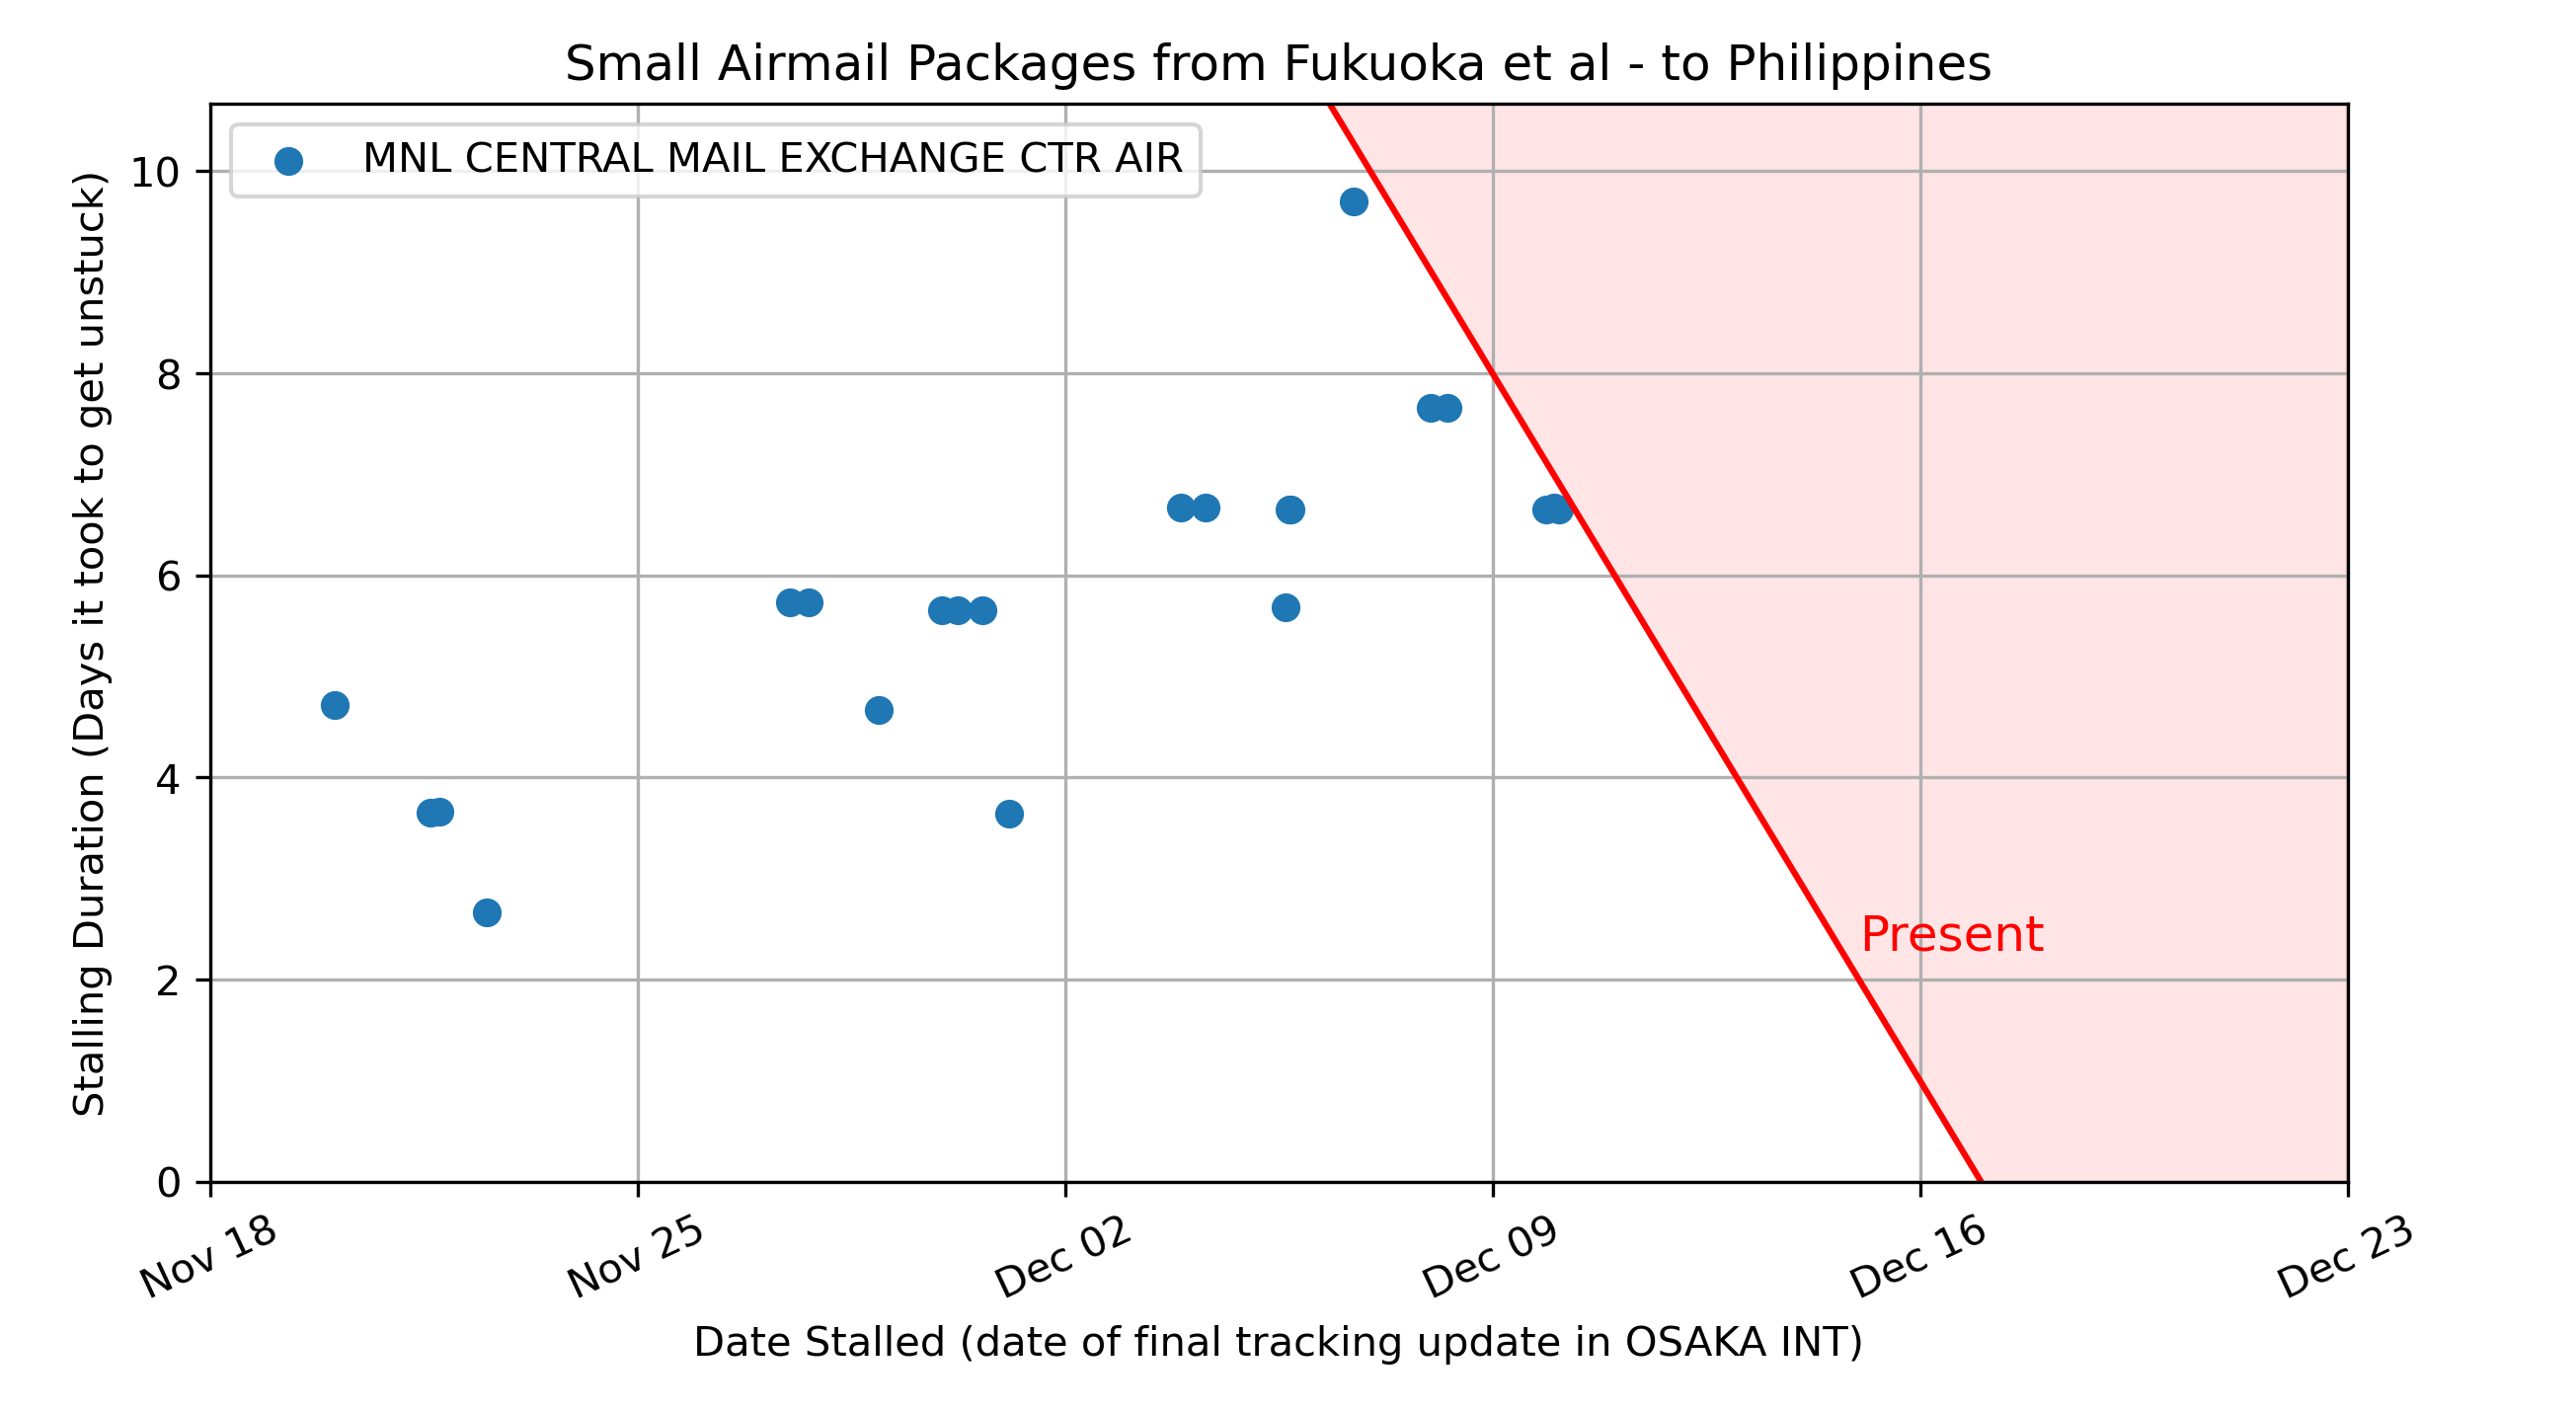 Small Airmail Packages from Fukuoka et al - to Philippines
MNL CENTRAL MAIL EXCHANGE CTR AIR
Stalling Duration (Days it took to get unstuck)
10
8
6
4
2
0
Present
Nov 18
Nov 25
Dec 02
Dec 09
Dec 16
Dec 23
Date Stalled (date of final tracking update in OSAKA INT)